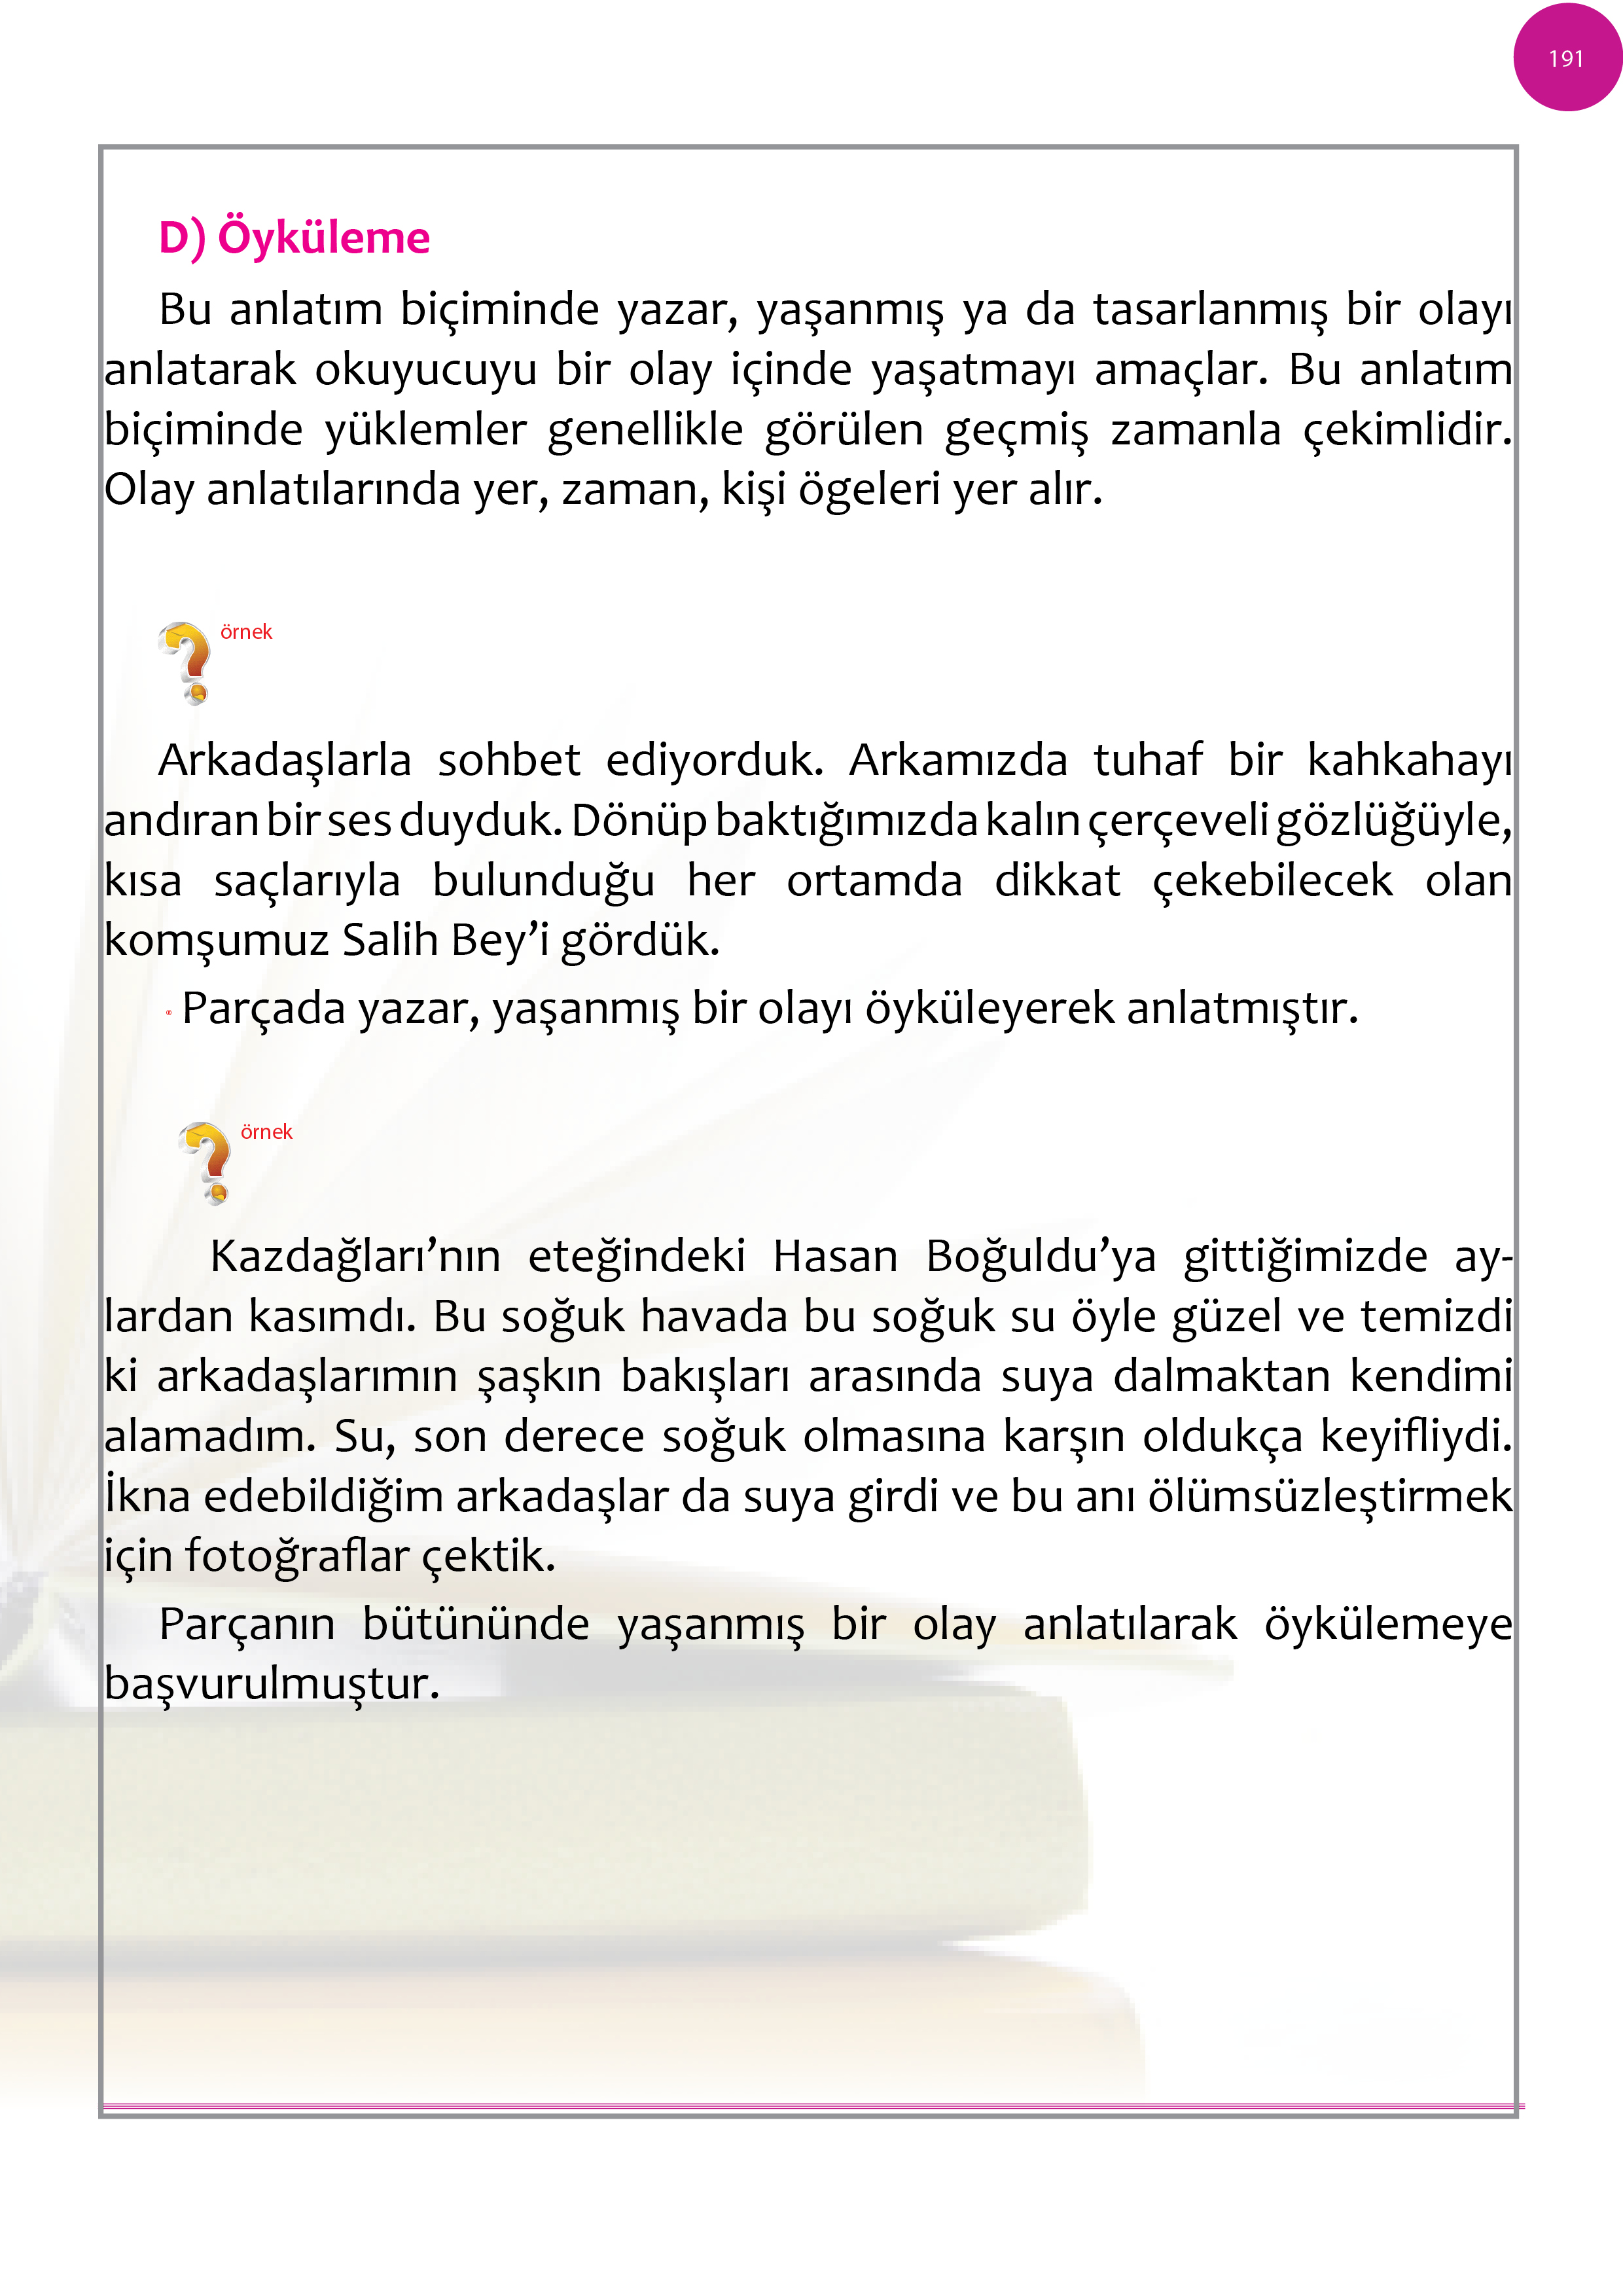 191
D) Öyküleme
Bu anlatım biçiminde yazar, yaşanmış ya da tasarlanmış bir olayı
anlatarak okuyucuyu bir olay içinde yaşatmayı amaçlar. Bu anlatım
biçiminde yüklemler genellikle görülen geçmiş zamanla çekimlidir.
Olay anlatılarında yer, zaman, kişi ögeleri yer alır.
örnek
Arkadaşlarla sohbet ediyorduk. Arkamızda tuhaf bir kahkahayı
andıran bir ses duyduk. Dönüp baktığımızda kalın çerçeveli gözlüğüyle,
kısa saçlarıyla bulunduğu her ortamda dikkat çekebilecek olan
komşumuz Salih Bey’i gördük.
Parçada yazar, yaşanmış bir olayı öyküleyerek anlatmıştır.
örnek
Kazdağları’nın eteğindeki Hasan Boğuldu’ya gittiğimizde ay-
lardan kasımdı. Bu soğuk havada bu soğuk su öyle güzel ve temizdi
ki arkadaşlarımın şaşkın bakışları arasında suya dalmaktan kendimi
alamadım. Su, son derece soğuk olmasına karşın oldukça keyifliydi.
İkna edebildiğim arkadaşlar da suya girdi ve bu anı ölümsüzleştirmek
için fotoğraflar çektik.
Parçanın bütününde yaşanmış bir olay anlatılarak öykülemeye
başvurulmuştur.